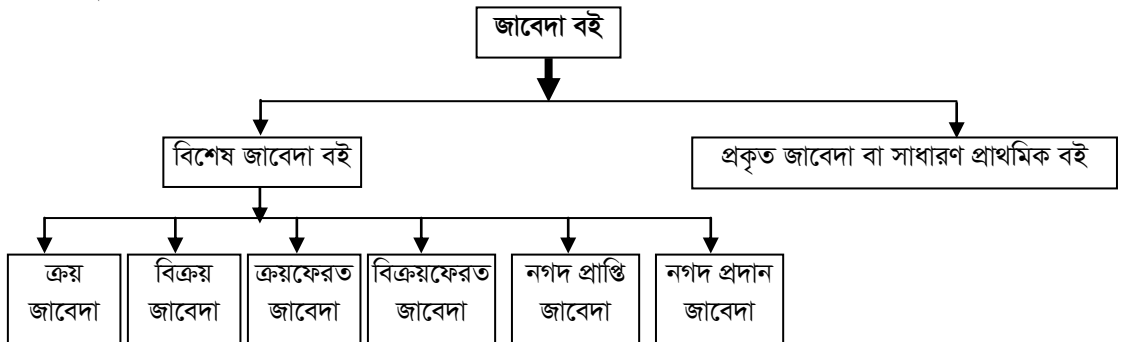 জাবেদা বই
বিশেষ জাবেদা বই
প্রকৃত জাবেদা বা সাধারণ প্রাথমিক বই
ক্রয়
জাবেদা
বিক্রয়
জাবেদা
ক্রয়ফেরত
জাবেদা
বিক্রয়ফেরত
জাবেদা
নগদ প্রাপ্তি
জাবেদা
নগদ প্রদান
জাবেদা